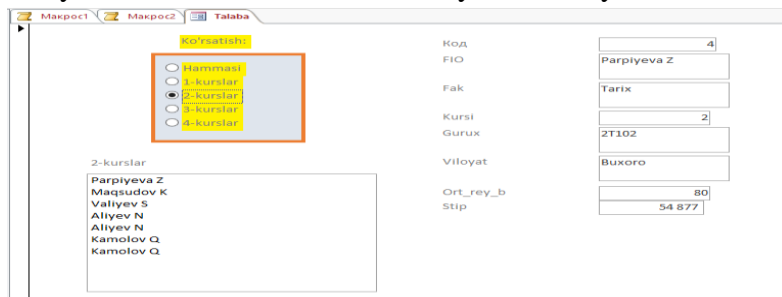 Макрос1 Макрос2 Talaba
Ko'rsatish:
Hammasi
1-kurslar
2-kurslar
3-kurslar
4-kurslar
2-kurslar
Parpiyeva Z
Maqsudov K
Valiyev S
Aliyev N
Aliyev N
Kamolov Q
Kamolov Q
Код 4
FIO Parpiyeva Z
Fak Tarix
Kursi 2
Gurux 2T102
Viloyat Buxoro
Ort_rey_b 80
Stip 54 877